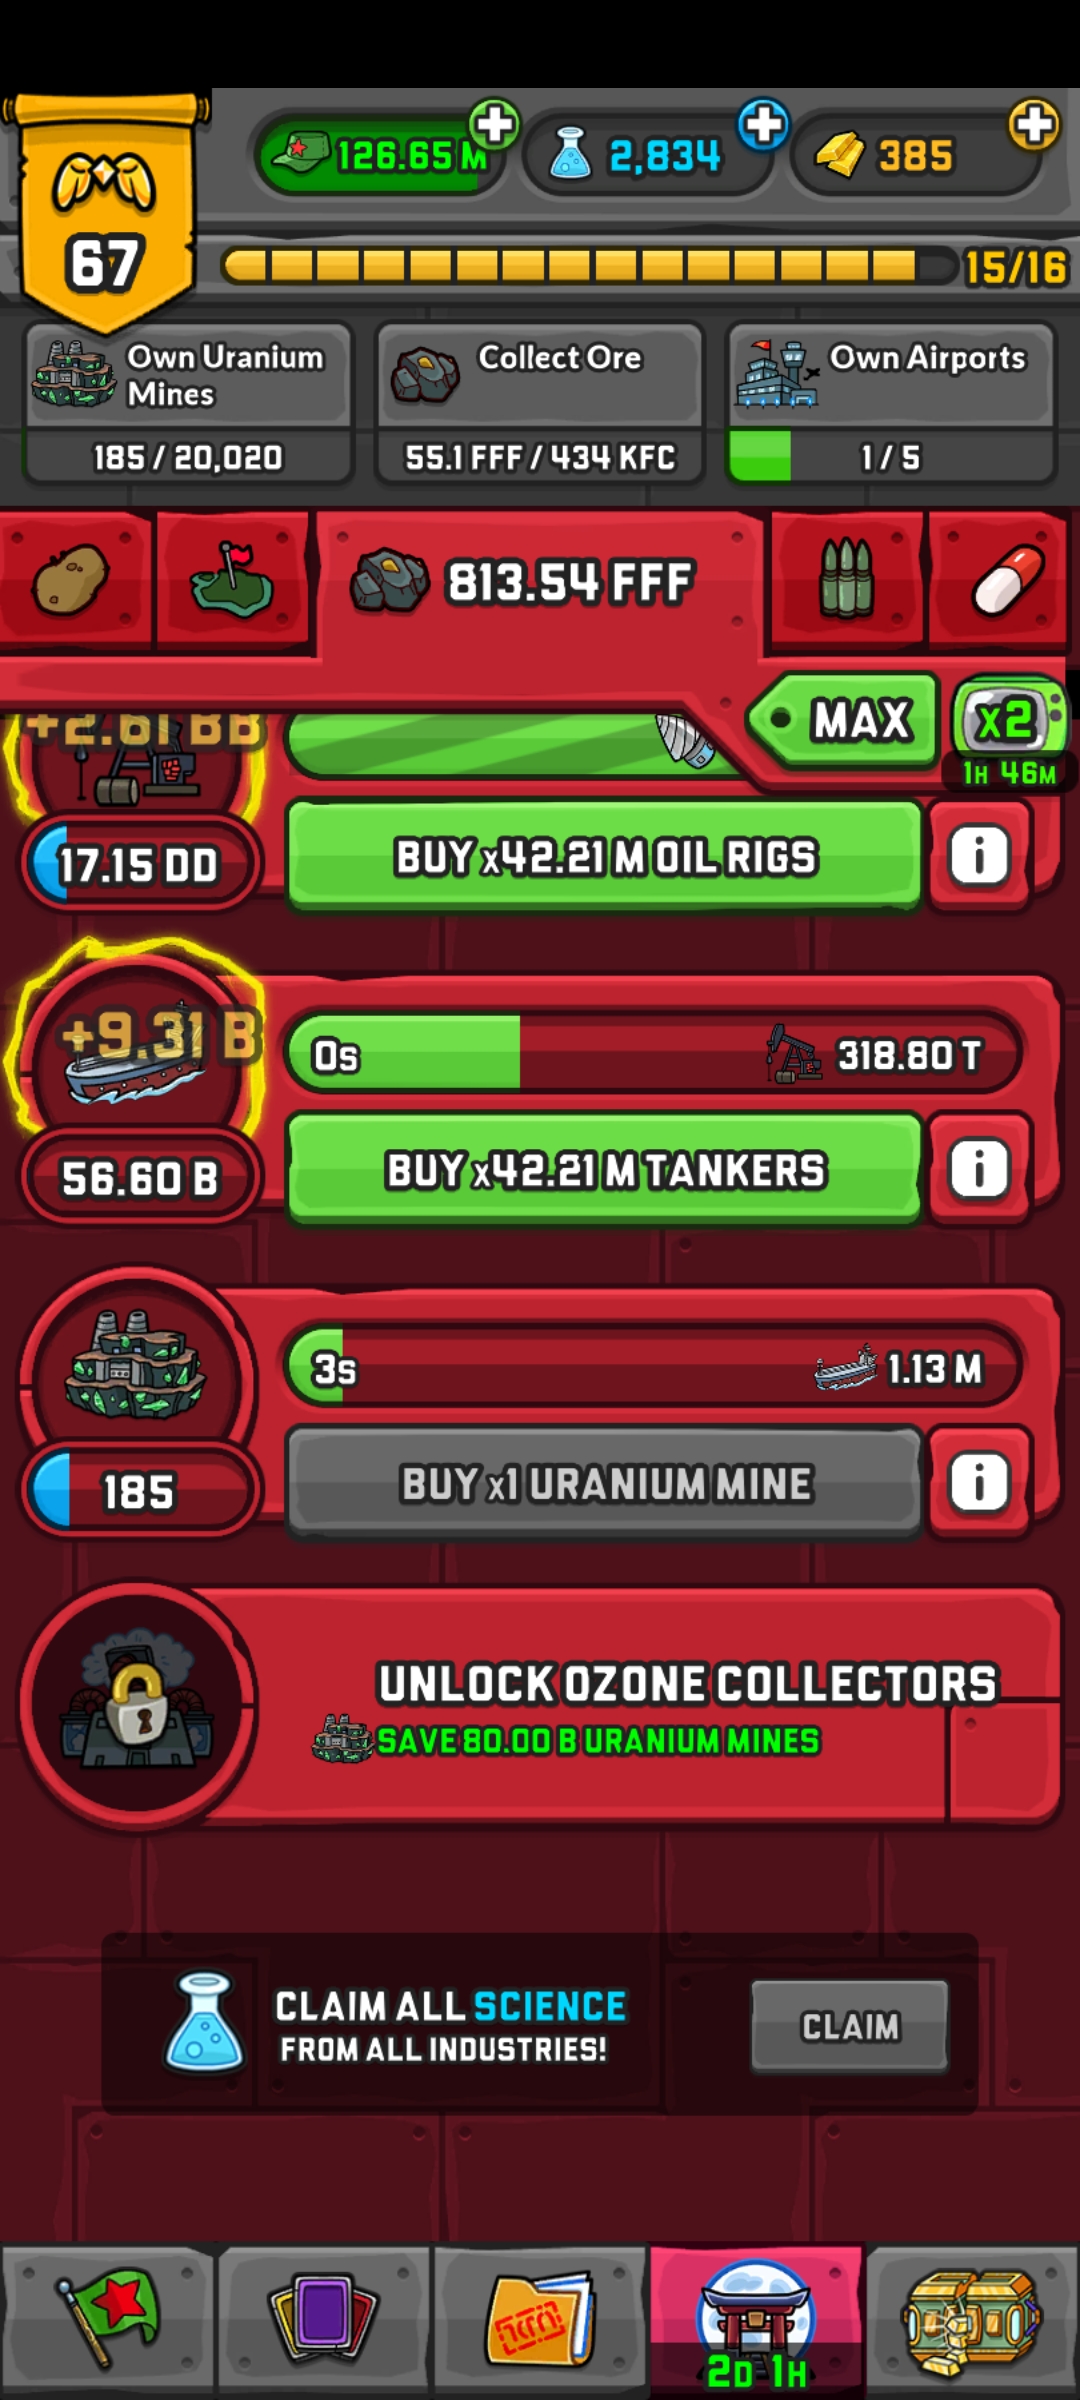 126.65 M
2,834
385
67
15/16
Own Uranium
Mines
185 / 20,020
Collect Ore
55.1 FFF / 434 KFC
Own Airports
1 / 5
813.54 FFF
MAX
x2
1H 46M
+2.61 BB
17.15 DD
BUY x42.21 M OIL RIGS
i
+9.31 B
0s
318.80 T
56.60 B
BUY x42.21 M TANKERS
i
3s
1.13 M
185
BUY x1 URANIUM MINE
i
UNLOCK OZONE COLLECTORS
SAVE 80.00 B URANIUM MINES
CLAIM ALL SCIENCE
FROM ALL INDUSTRIES!
CLAIM
2D 1H